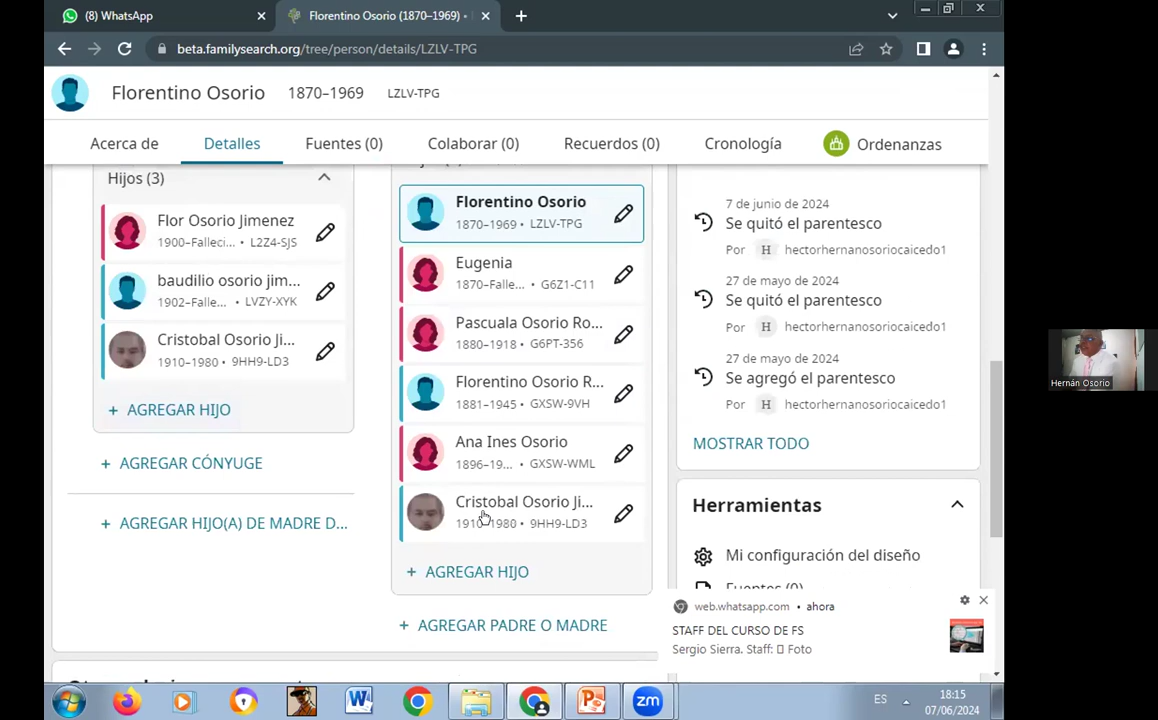 (8) WhatsApp
Florentino Osorio (1870–1969) •
beta.familysearch.org/tree/person/details/LZLV-TPG
Florentino Osorio 1870–1969 LZLV-TPG
Acerca de
Detalles
Fuentes (0)
Colaborar (0)
Recuerdos (0)
Cronología
Ordenanzas
Hijos (3)
Flor Osorio Jimenez
1900–Falleci... • L2Z4-SJS
baudilio osorio jim...
1902–Falle... • LVZY-XYK
Cristobal Osorio Ji...
1910–1980 • 9HH9-LD3
+ AGREGAR HIJO
+ AGREGAR CÓNYUGE
+ AGREGAR HIJO(A) DE MADRE D...
Florentino Osorio
1870–1969 • LZLV-TPG
Eugenia
1870–Falle... • G6Z1-C11
Pascuala Osorio Ro...
1880–1918 • G6PT-356
Florentino Osorio R...
1881–1945 • GXSW-9VH
Ana Ines Osorio
1896–19... • GXSW-WML
Cristobal Osorio Ji...
1910–1980 • 9HH9-LD3
+ AGREGAR HIJO
+ AGREGAR PADRE O MADRE
7 de junio de 2024
Se quitó el parentesco
Por H hectorhernanosoriocaicedo1
27 de mayo de 2024
Se quitó el parentesco
Por H hectorhernanosoriocaicedo1
27 de mayo de 2024
Se agregó el parentesco
Por H hectorhernanosoriocaicedo1
MOSTRAR TODO
Herramientas
Mi configuración del diseño
Fuentes (0)
web.whatsapp.com • ahora
STAFF DEL CURSO DE FS
Sergio Sierra. Staff: Foto
Hernán Osorio
W
P
zm
ES
18:15
07/06/2024